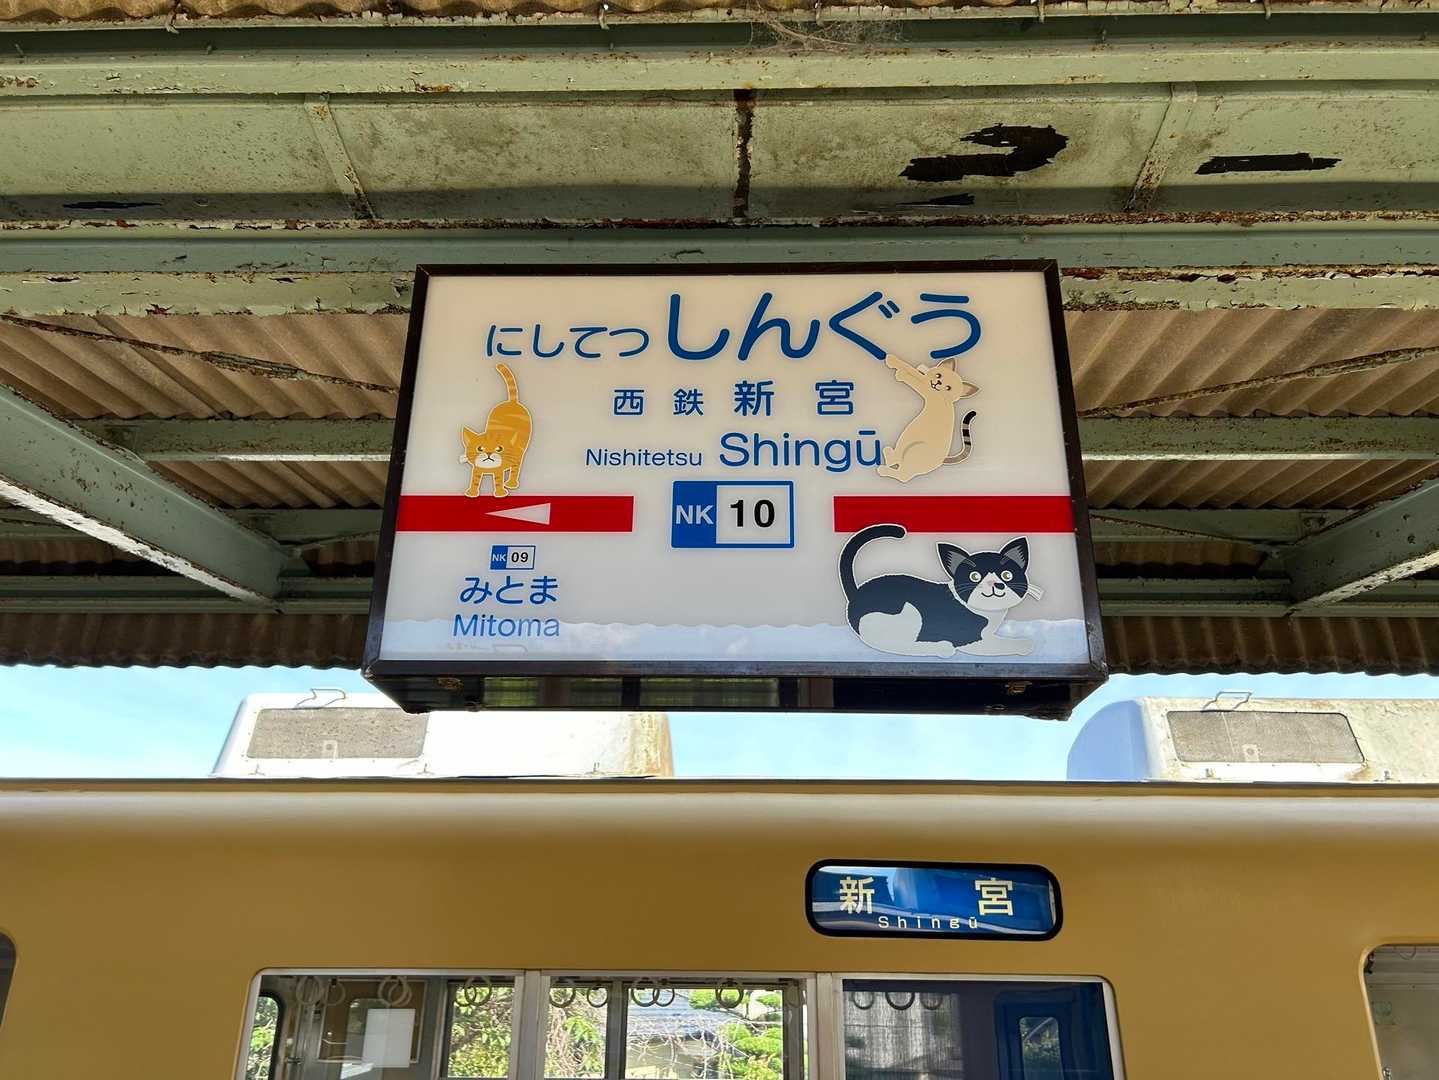 にしてつ しんぐう
西鉄 新宮
Nishitetsu Shingū
NK 10
NK 09
みとま
Mitoma
新宮
Shingū